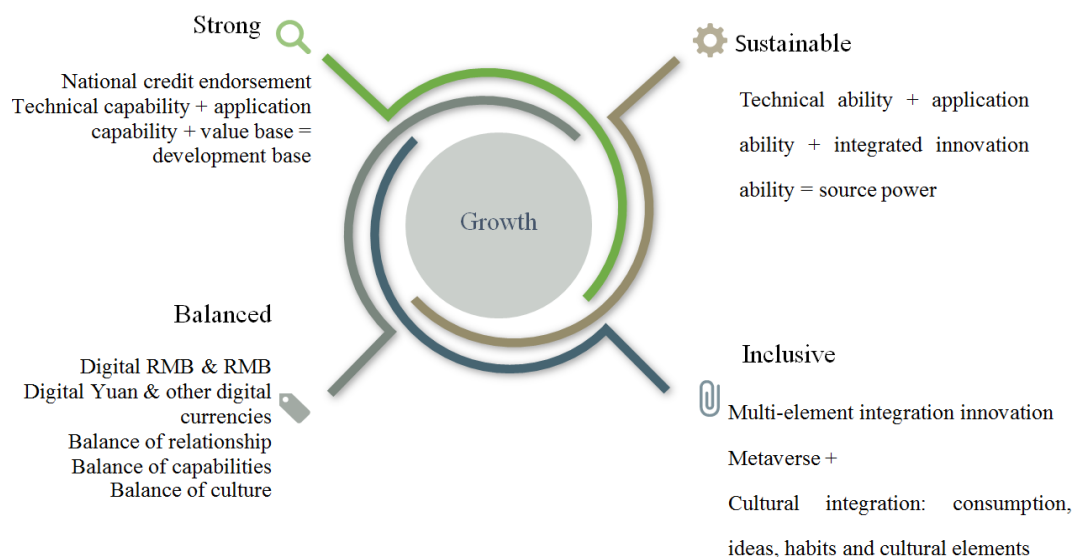 Strong
National credit endorsement
Technical capability + application
capability + value base =
development base
Sustainable
Technical ability + application
ability + integrated innovation
ability = source power
Growth
Balanced
Digital RMB & RMB
Digital Yuan & other digital
currencies
Balance of relationship
Balance of capabilities
Balance of culture
Inclusive
Multi-element integration innovation
Metaverse +
Cultural integration: consumption,
ideas, habits and cultural elements